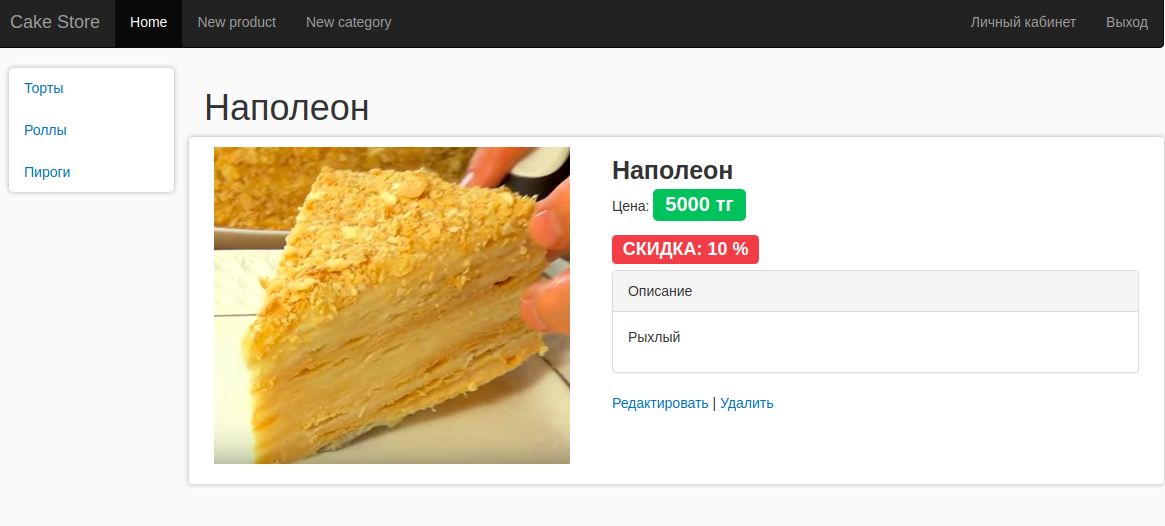 Cake Store Home New product New category Личный кабинет Выход
Торты
Роллы
Пироги
Наполеон
Наполеон
Цена: 5000 тг
СКИДКА: 10 %
Описание
Рыхлый
Редактировать | Удалить